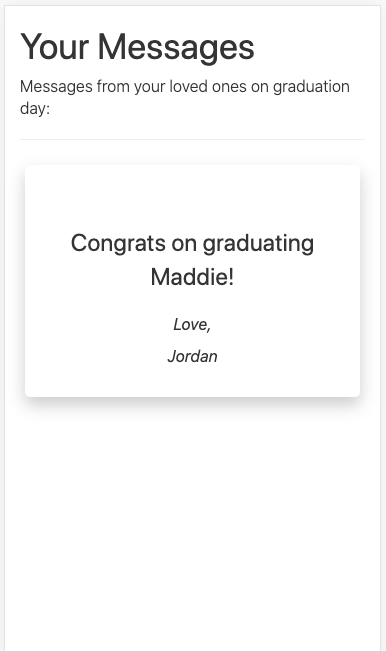 Your Messages
Messages from your loved ones on graduation
day:
Congrats on graduating
Maddie!
Love,
Jordan